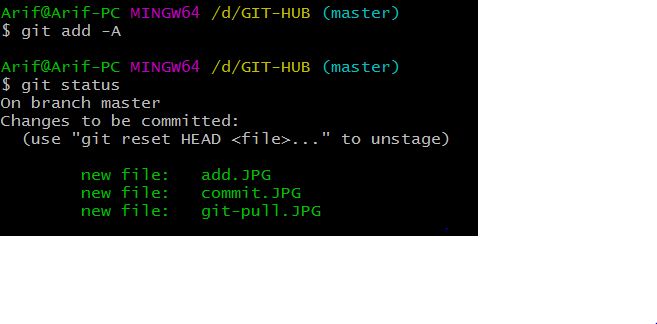 Arif@Arif-PC MINGW64 /d/GIT-HUB (master)
$ git add -A
Arif@Arif-PC MINGW64 /d/GIT-HUB (master)
$ git status
On branch master
Changes to be committed:
  (use "git reset HEAD <file>..." to unstage)
        new file:   add.JPG
        new file:   commit.JPG
        new file:   git-pull.JPG